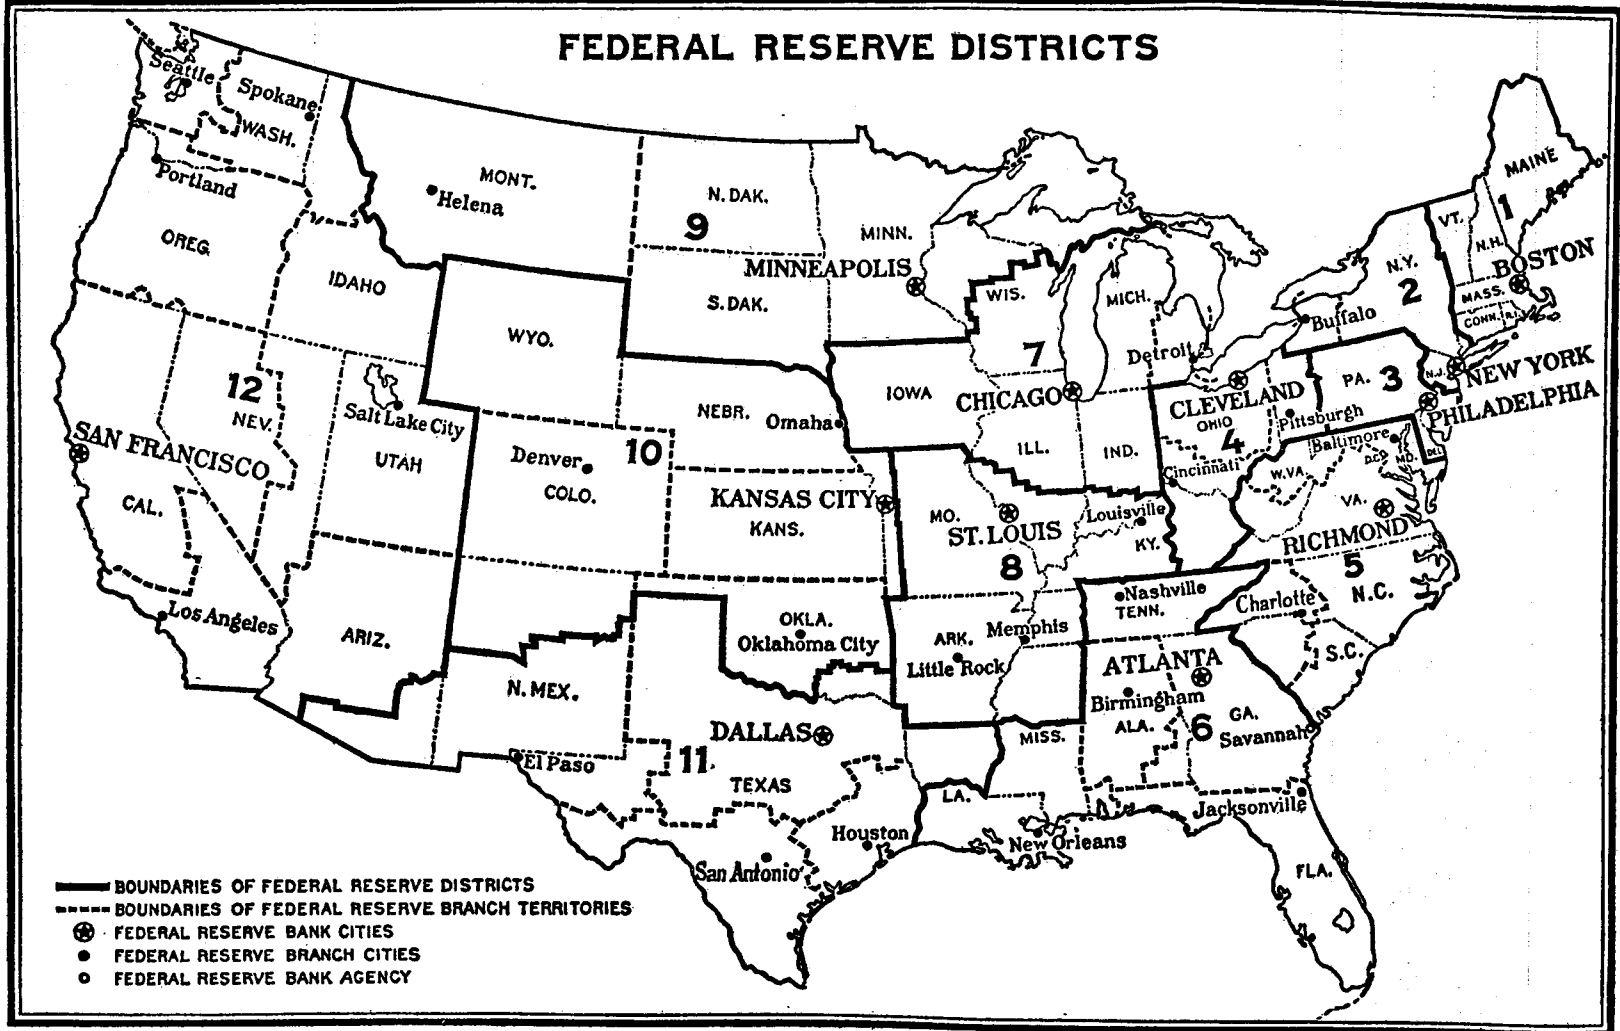 FEDERAL RESERVE DISTRICTS
Seattle
Spokane
WASH.
Portland
OREG.
IDAHO
MONT.
Helena
N. DAK.
9
MINN.
MINNEAPOLIS
S. DAK.
WYO.
WIS.
MICH.
7
Detroit
MAINE
1
VT.
N.H.
BOSTON
MASS.
CONN.
R.I.
N.Y.
2
Buffalo
NEW YORK
N.J.
PA.
3
PHILADELPHIA
Pittsburgh
CLEVELAND
OHIO
4
Cincinnati
Baltimore
D.C.
MD.
DEL.
W.VA.
VA.
RICHMOND
5
N.C.
Charlotte
S.C.
12
NEV.
SAN FRANCISCO
CAL.
Los Angeles
Salt Lake City
UTAH
ARIZ.
Denver
COLO.
10
NEBR.
Omaha
IOWA
CHICAGO
ILL.
IND.
KANSAS CITY
KANS.
MO.
ST. LOUIS
8
Louisville
KY.
Nashville
TENN.
Memphis
ARK.
Little Rock
OKLA.
Oklahoma City
N. MEX.
El Paso
DALLAS
11
TEXAS
Houston
San Antonio
LA.
New Orleans
MISS.
ATLANTA
Birmingham
ALA.
6
GA.
Savannah
Jacksonville
FLA.
BOUNDARIES OF FEDERAL RESERVE DISTRICTS
BOUNDARIES OF FEDERAL RESERVE BRANCH TERRITORIES
FEDERAL RESERVE BANK CITIES
FEDERAL RESERVE BRANCH CITIES
FEDERAL RESERVE BANK AGENCY